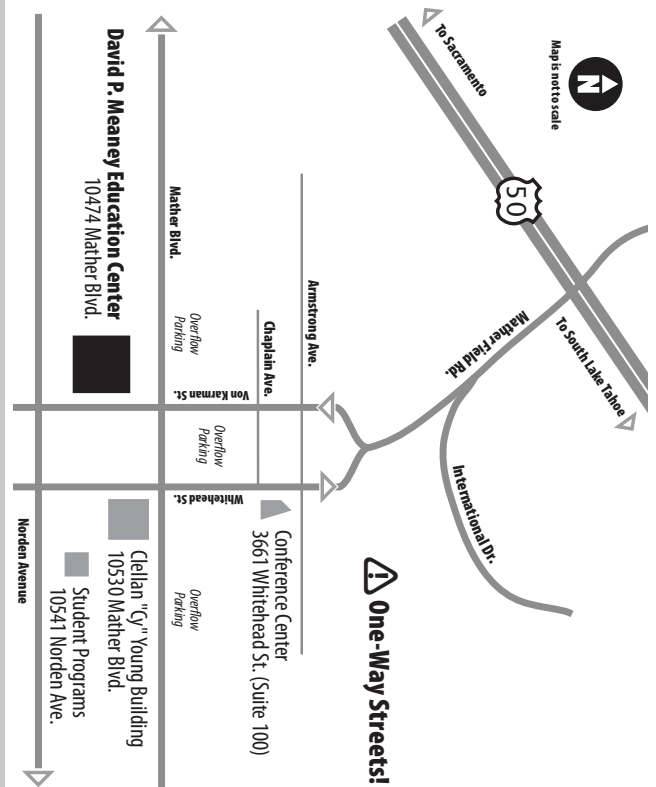 Map is not to scale
N
To Sacramento
50
To South Lake Tahoe
Mather Field Rd.
International Dr.
One-Way Streets!
Armstrong Ave.
Chaplain Ave.
Conference Center
3661 Whitehead St. (Suite 100)
Von Karman St.
Whitehead St.
Overflow
Parking
Overflow
Parking
Overflow
Parking
Mather Blvd.
David P. Meaney Education Center
10474 Mather Blvd.
Clellan "Cy" Young Building
10530 Mather Blvd.
Student Programs
10541 Norden Ave.
Norden Avenue